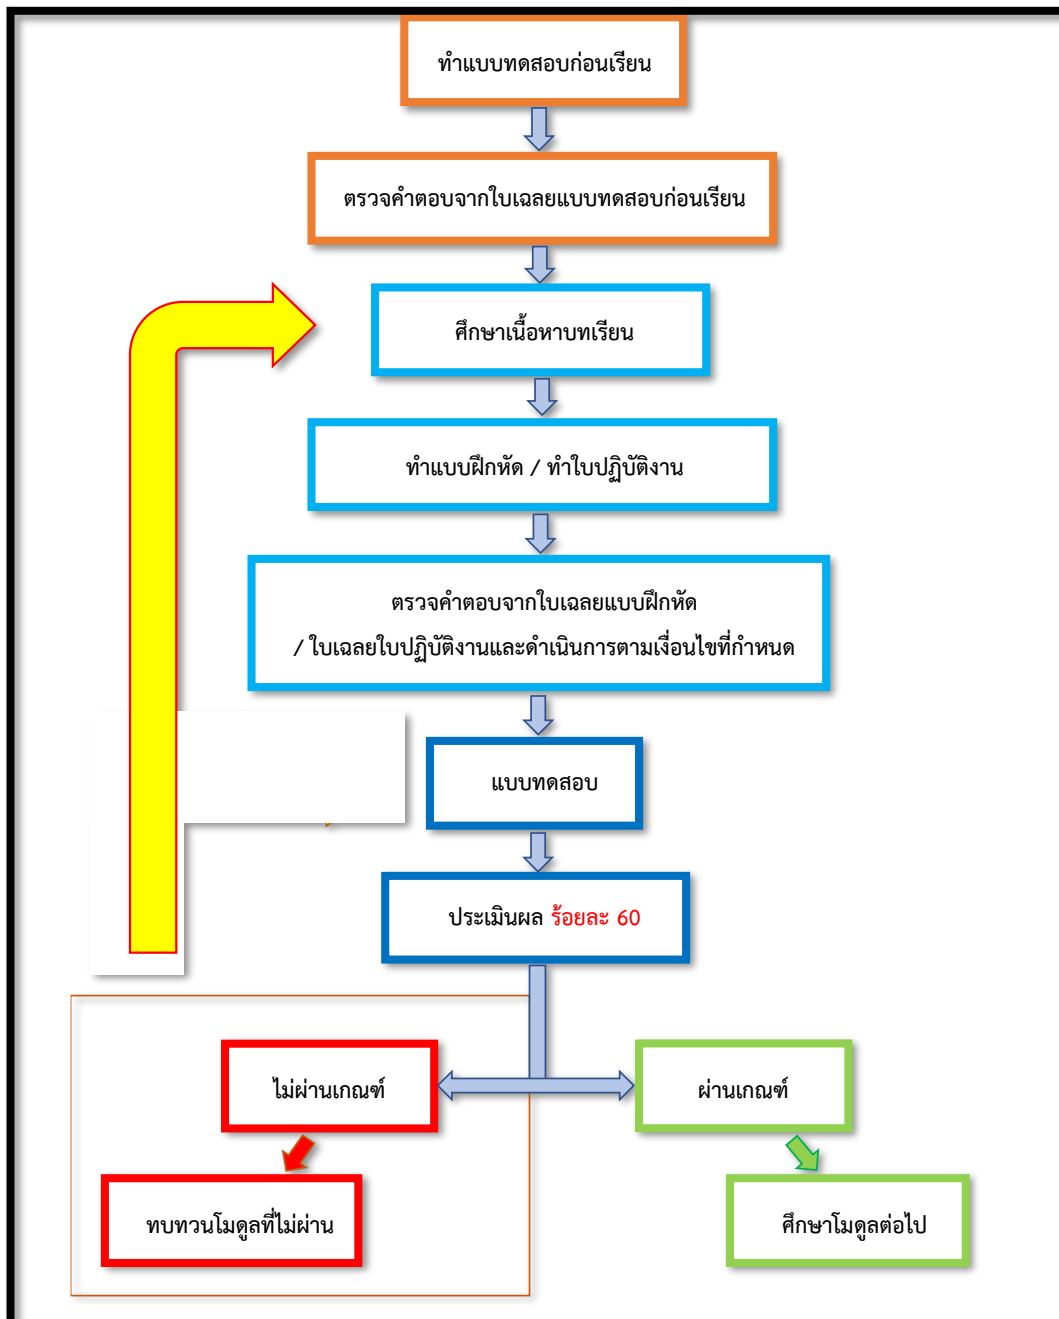 ทำแบบทดสอบก่อนเรียน
ตรวจคำตอบจากใบเฉลยแบบทดสอบก่อนเรียน
ศึกษาเนื้อหาบทเรียน
ทำแบบฝึกหัด / ทำใบปฏิบัติงาน
ตรวจคำตอบจากใบเฉลยแบบฝึกหัด
/ ใบเฉลยใบปฏิบัติงานและดำเนินการตามเงื่อนไขที่กำหนด
แบบทดสอบ
ประเมินผล ร้อยละ 60
ไม่ผ่านเกณฑ์
ผ่านเกณฑ์
ทบทวนโมดูลที่ไม่ผ่าน
ศึกษาโมดูลต่อไป